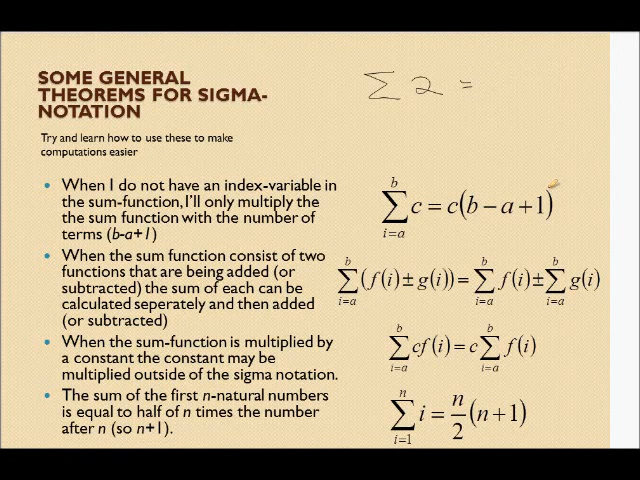 SOME GENERAL
THEOREMS FOR SIGMA-
NOTATION
∑ 2 =
Try and learn how to use these to make
computations easier
• When I do not have an index-variable in
the sum-function, I'll only multiply the
the sum function with the number of
terms (b-a+1)
• When the sum function consist of two
functions that are being added (or
subtracted) the sum of each can be
calculated seperately and then added
(or subtracted)
• When the sum-function is multiplied by
a constant the constant may be
multiplied outside of the sigma notation.
• The sum of the first n-natural numbers
is equal to half of n times the number
after n (so n+1).
b
∑ c = c(b − a + 1)
i=a
b b b
∑ (f(i) ± g(i)) = ∑ f(i) ± ∑ g(i)
i=a i=a i=a
b b
∑ cf(i) = c ∑ f(i)
i=a i=a
n
∑ i = n/2 (n + 1)
i=1